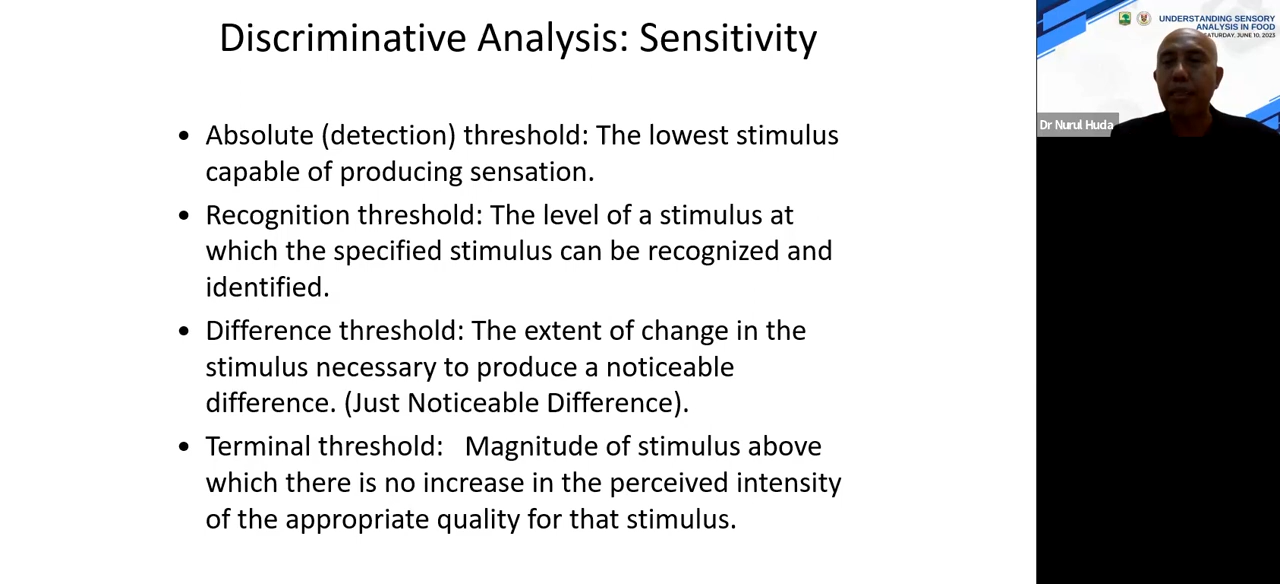 Discriminative Analysis: Sensitivity
• Absolute (detection) threshold: The lowest stimulus
capable of producing sensation.
• Recognition threshold: The level of a stimulus at
which the specified stimulus can be recognized and
identified.
• Difference threshold: The extent of change in the
stimulus necessary to produce a noticeable
difference. (Just Noticeable Difference).
• Terminal threshold:   Magnitude of stimulus above
which there is no increase in the perceived intensity
of the appropriate quality for that stimulus.
UNDERSTANDING SENSORY
ANALYSIS IN FOOD
SATURDAY, JUNE 10, 2023
Dr Nurul Huda